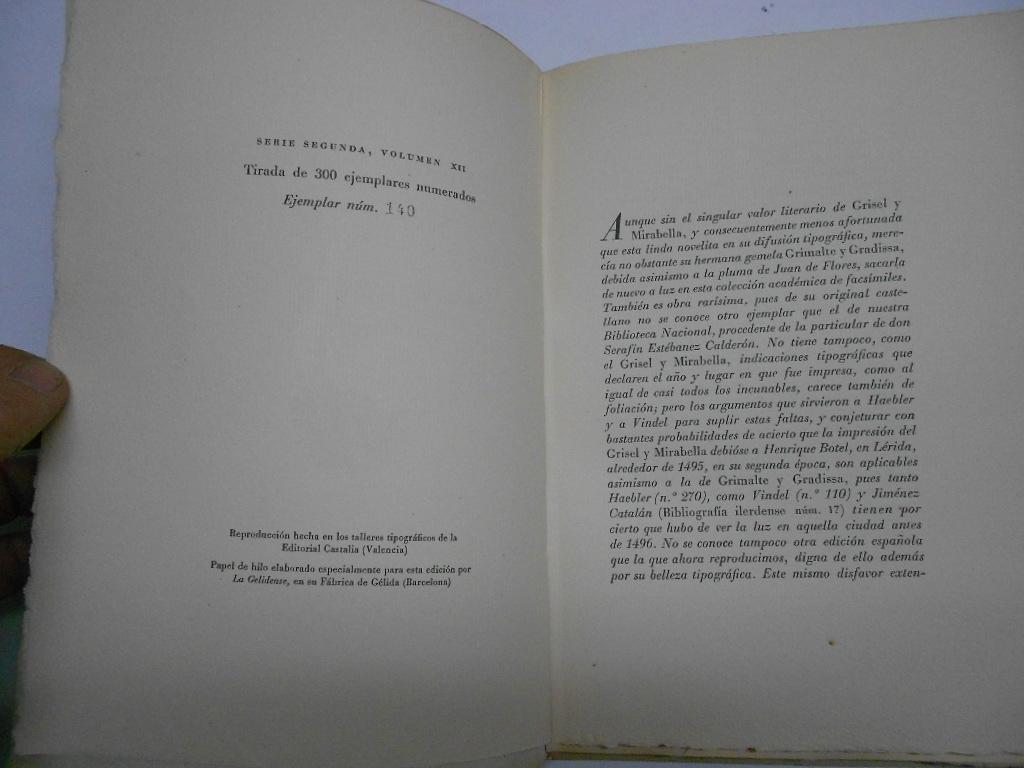 SERIE SEGUNDA, VOLUMEN XII
Tirada de 300 ejemplares numerados
Ejemplar núm. 140
Reproducción hecha en los talleres tipográficos de la
Editorial Castalia (Valencia)
Papel de hilo elaborado especialmente para esta edición por
La Gelidense, en su Fábrica de Gélida (Barcelona)
Aunque sin el singular valor literario de Grisel y
Mirabella, y consecuentemente menos afortunada
que esta linda novelita en su difusión tipográfica, mere-
cía no obstante su hermana gemela Grimalte y Gradissa,
debida asimismo a la pluma de Juan de Flores, sacarla
de nuevo a luz en esta colección académica de facsímiles.
También es obra rarísima, pues de su original caste-
llano no se conoce otro ejemplar que el de nuestra
Biblioteca Nacional, procedente de la particular de don
Serafín Estébanez Calderón. No tiene tampoco, como
el Grisel y Mirabella, indicaciones tipográficas que
declaren el año y lugar en que fue impresa, como al
igual de casi todos los incunables, carece también de
foliación; pero los argumentos que sirvieron a Haebler
y a Vindel para suplir estas faltas, y conjeturar con
bastantes probabilidades de acierto que la impresión del
Grisel y Mirabella debióse a Henrique Botel, en Lérida,
alrededor de 1495, en su segunda época, son aplicables
asimismo a la de Grimalte y Gradissa, pues tanto
Haebler (n.º 270), como Vindel (n.º 110) y Jiménez
Catalán (Bibliografía ilerdense núm. 17) tienen por
cierto que hubo de ver la luz en aquella ciudad antes
de 1496. No se conoce tampoco otra edición española
que la que ahora reproducimos, digna de ello además
por su belleza tipográfica. Este mismo disfavor exten-